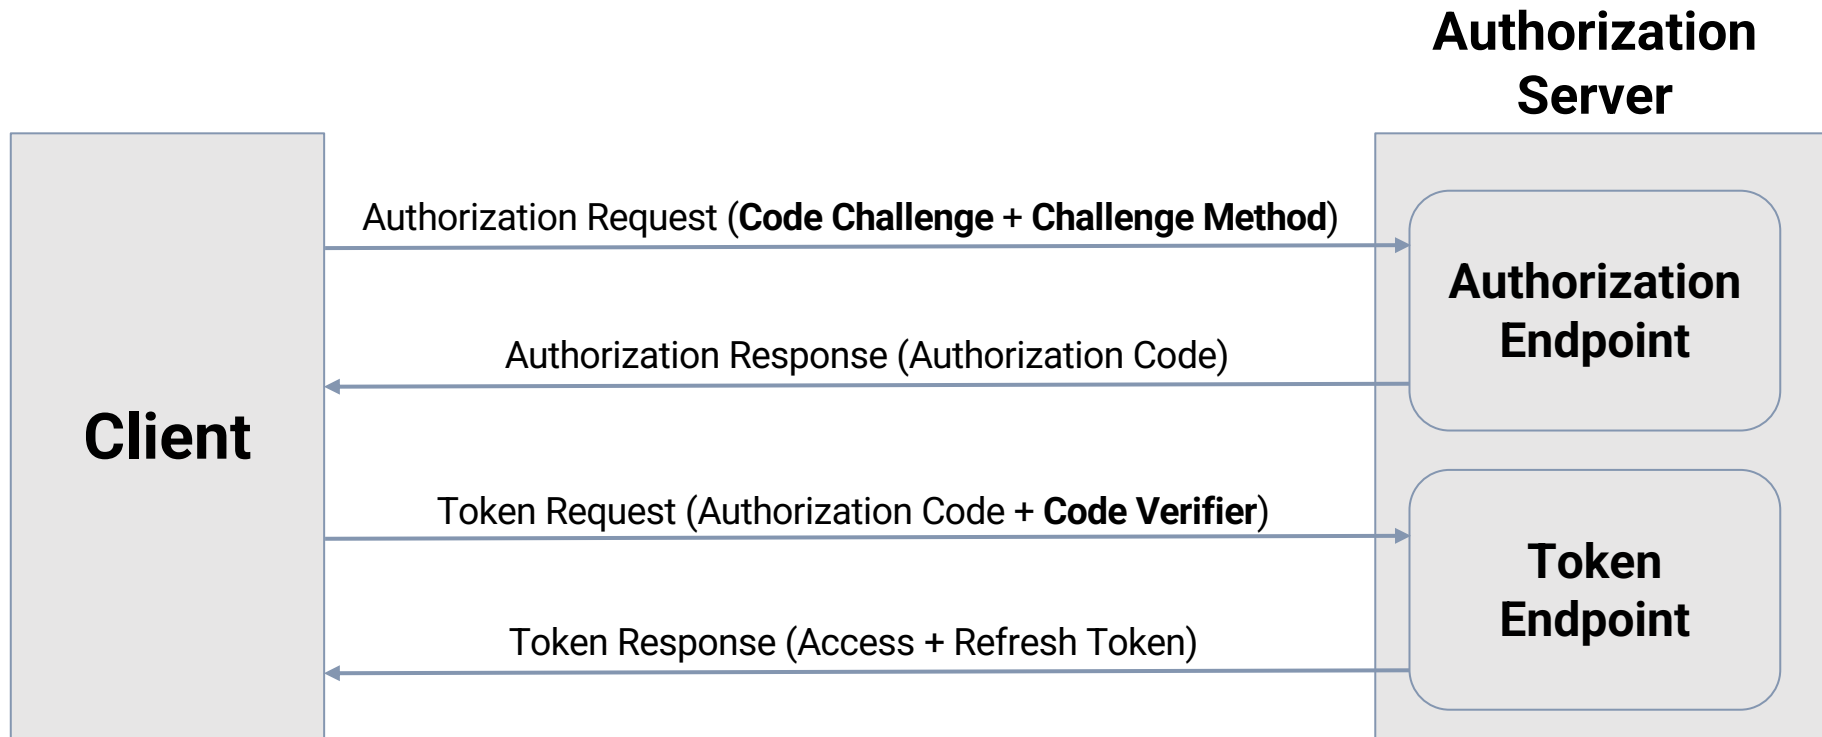 Authorization
Server
Authorization Request (Code Challenge + Challenge Method)
Authorization
Endpoint
Authorization Response (Authorization Code)
Client
Token Request (Authorization Code + Code Verifier)
Token
Endpoint
Token Response (Access + Refresh Token)